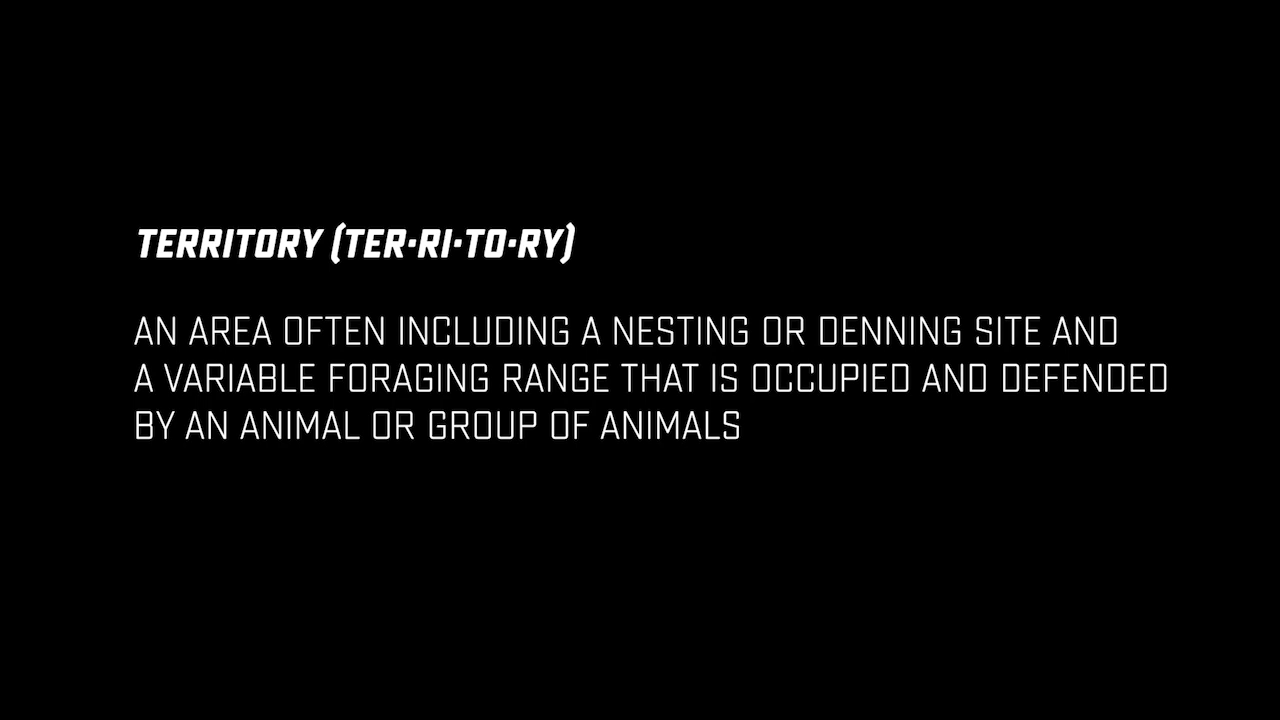 TERRITORY (TER·RI·TO·RY)
AN AREA OFTEN INCLUDING A NESTING OR DENNING SITE AND
A VARIABLE FORAGING RANGE THAT IS OCCUPIED AND DEFENDED
BY AN ANIMAL OR GROUP OF ANIMALS